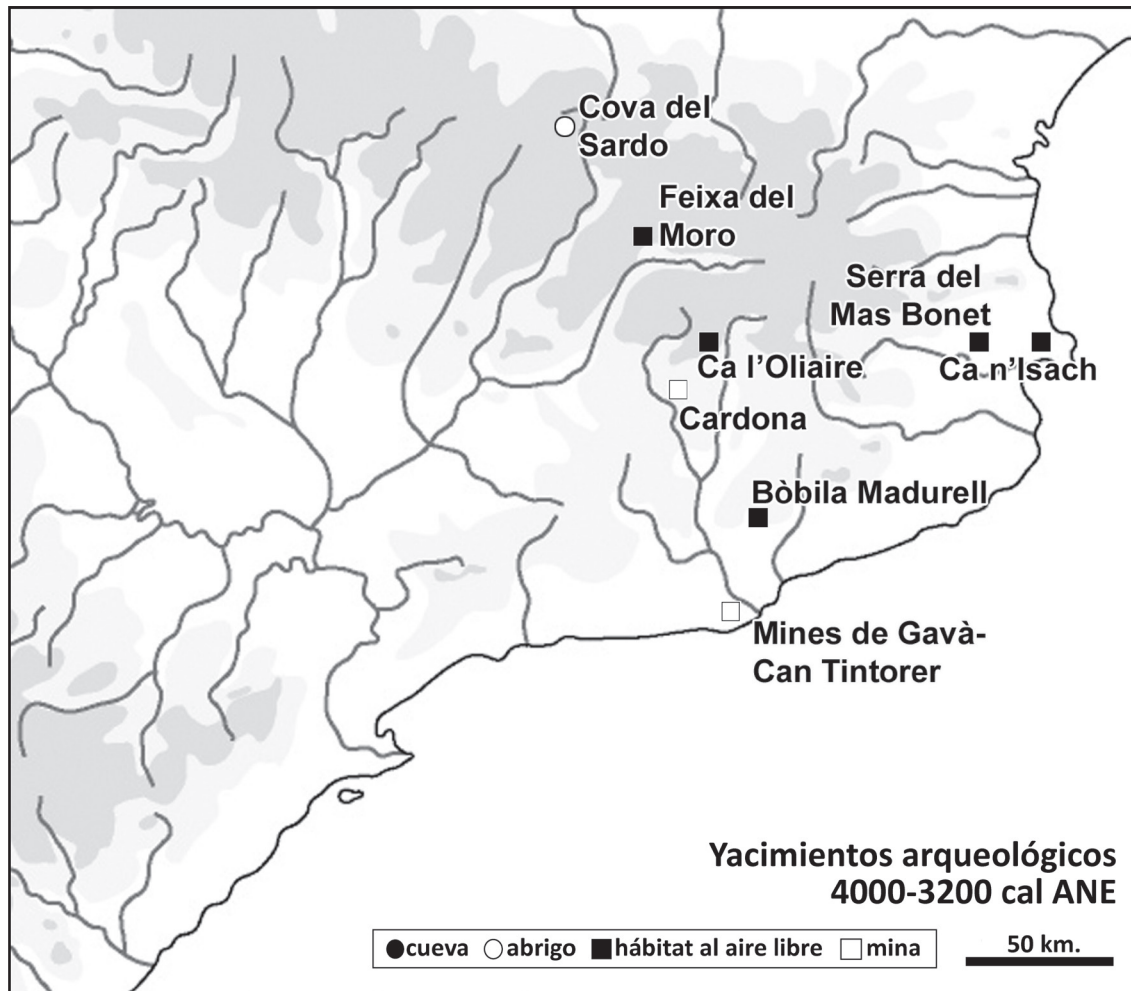 Cova del
Sardo
Feixa del
Moro
Serra del
Mas Bonet
Ca l'Oliaire
Ca n'Isach
Cardona
Bòbila Madurell
Mines de Gavà-
Can Tintorer
Yacimientos arqueológicos
4000-3200 cal ANE
cueva abrigo hábitat al aire libre mina
50 km.